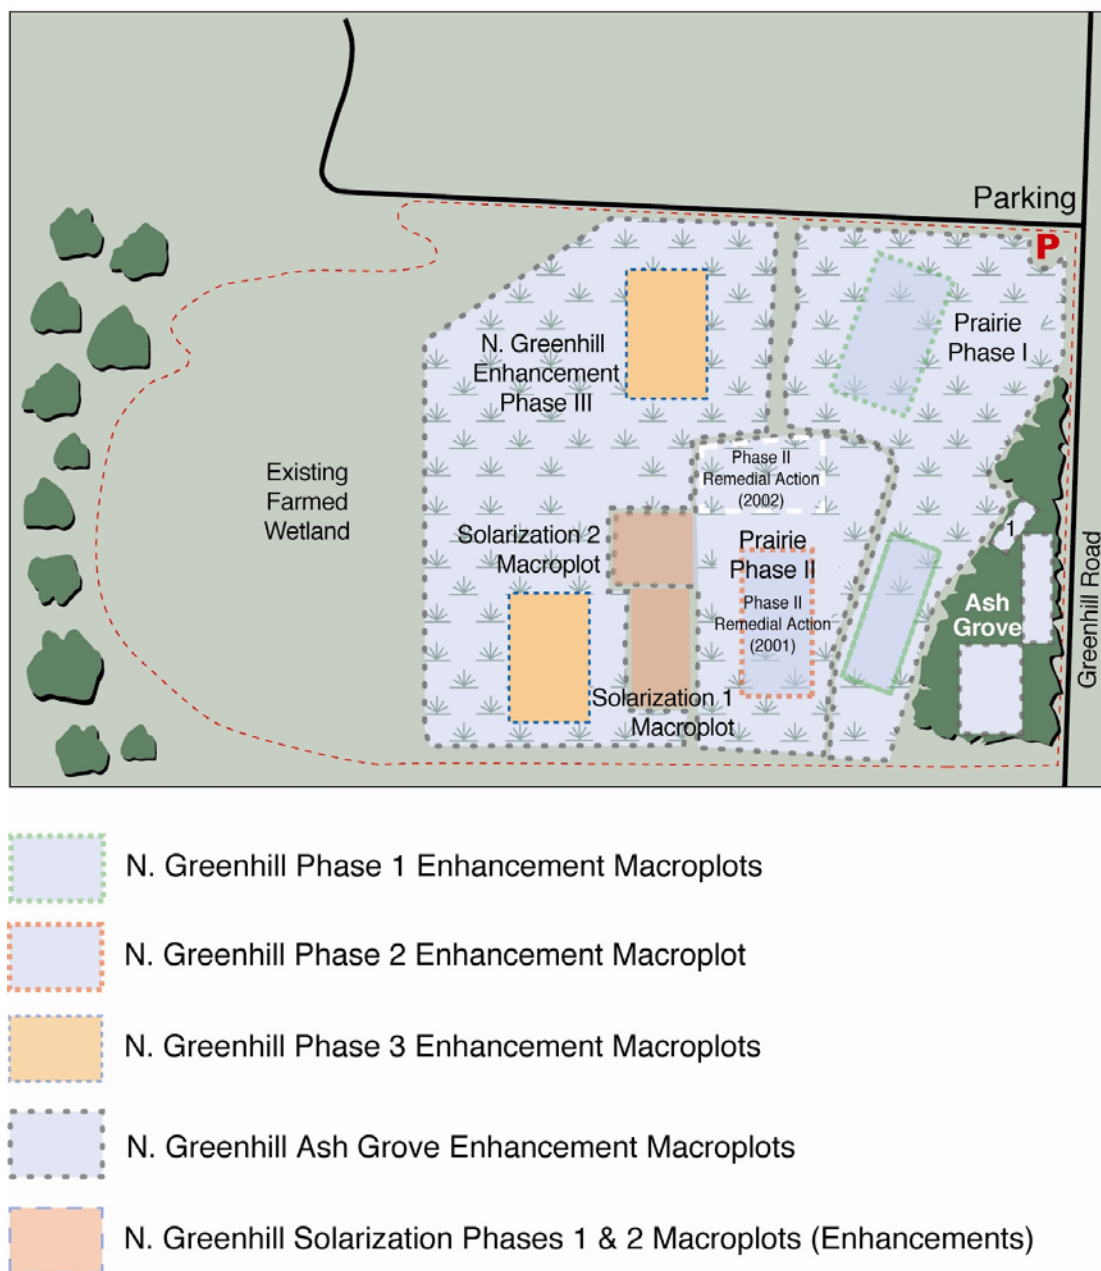 Parking
P
Prairie
Phase I
N. Greenhill
Enhancement
Phase III
Phase II
Remedial Action
(2002)
Existing
Farmed
Wetland
Solarization 2
Macroplot
Prairie
Phase II
Phase II
Remedial Action
(2001)
1
Ash
Grove
Greenhill Road
Solarization 1
Macroplot
N. Greenhill Phase 1 Enhancement Macroplots
N. Greenhill Phase 2 Enhancement Macroplot
N. Greenhill Phase 3 Enhancement Macroplots
N. Greenhill Ash Grove Enhancement Macroplots
N. Greenhill Solarization Phases 1 & 2 Macroplots (Enhancements)